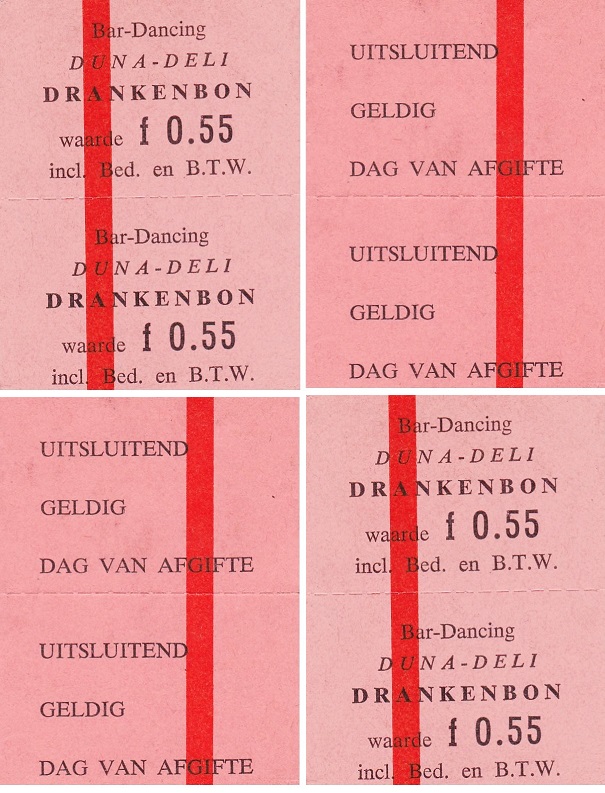 Bar-Dancing
DUNA-DELI
DRANKENBON
waarde f 0.55
incl. Bed. en B.T.W.
Bar-Dancing
DUNA-DELI
DRANKENBON
waarde f 0.55
incl. Bed. en B.T.W.
UITSLUITEND
GELDIG
DAG VAN AFGIFTE
UITSLUITEND
GELDIG
DAG VAN AFGIFTE
UITSLUITEND
GELDIG
DAG VAN AFGIFTE
UITSLUITEND
GELDIG
DAG VAN AFGIFTE
Bar-Dancing
DUNA-DELI
DRANKENBON
waarde f 0.55
incl. Bed. en B.T.W.
Bar-Dancing
DUNA-DELI
DRANKENBON
waarde f 0.55
incl. Bed. en B.T.W.